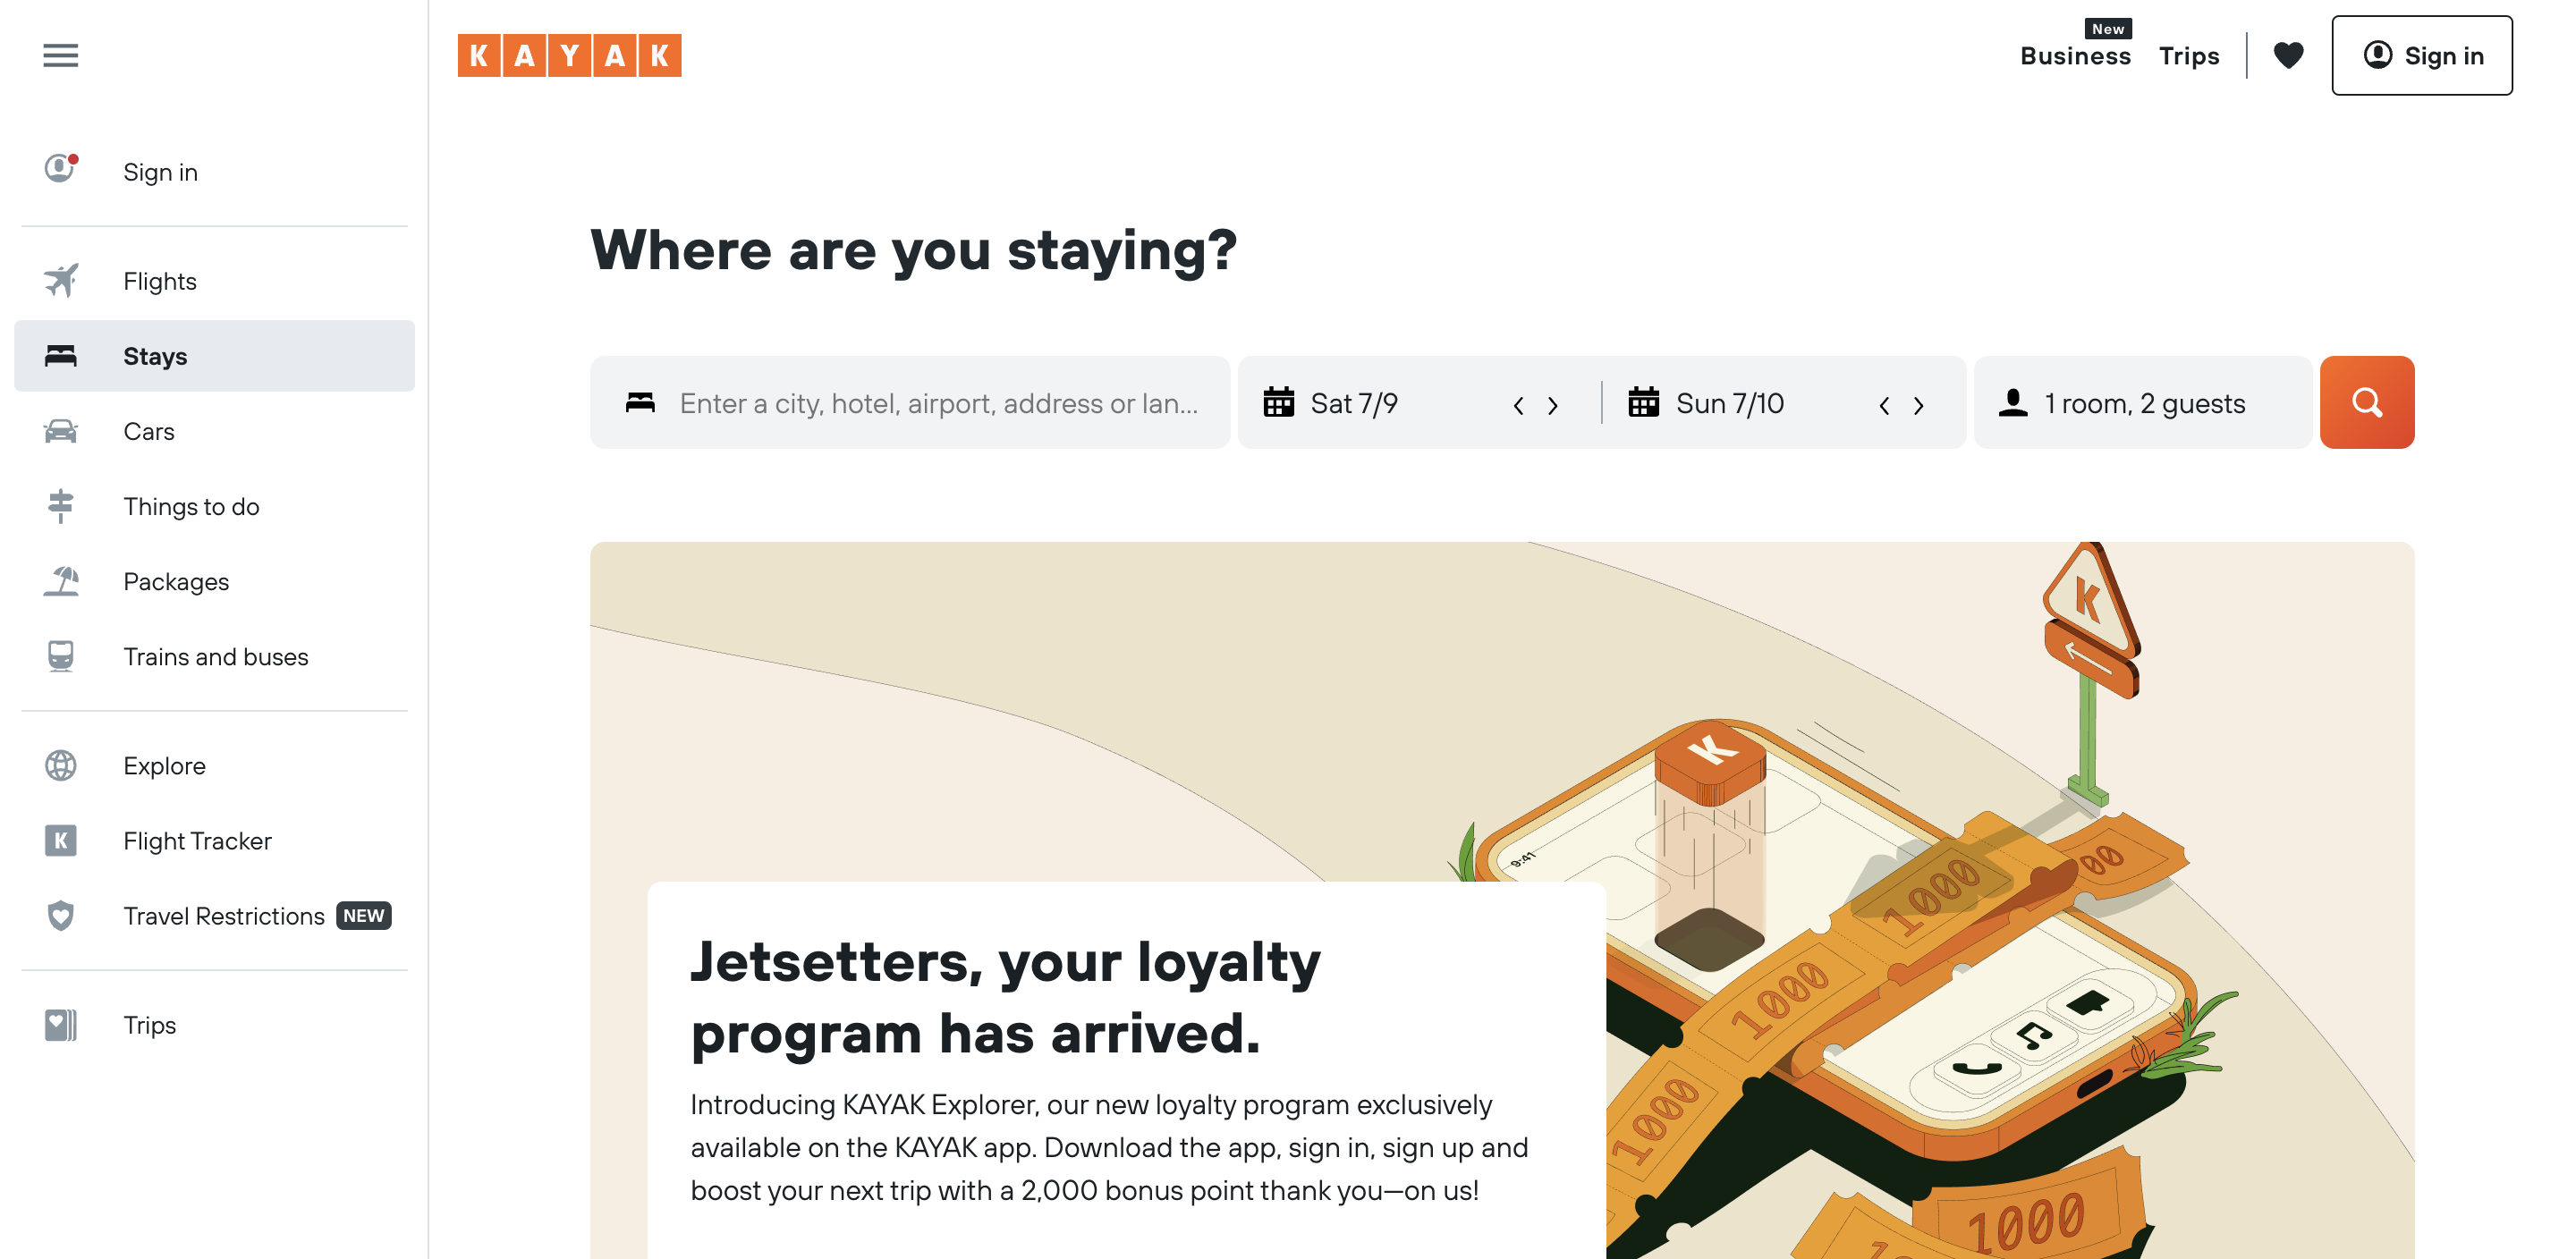 KAYAK
New
Business
Trips
Sign in
Sign in
Flights
Stays
Cars
Things to do
Packages
Trains and buses
Explore
K
Flight Tracker
Travel Restrictions NEW
Trips
Where are you staying?
Enter a city, hotel, airport, address or lan...
Sat 7/9
Sun 7/10
1 room, 2 guests
K
K
9:41
1000
00
1000
1000
1000
Jetsetters, your loyalty
program has arrived.
Introducing KAYAK Explorer, our new loyalty program exclusively
available on the KAYAK app. Download the app, sign in, sign up and
boost your next trip with a 2,000 bonus point thank you—on us!